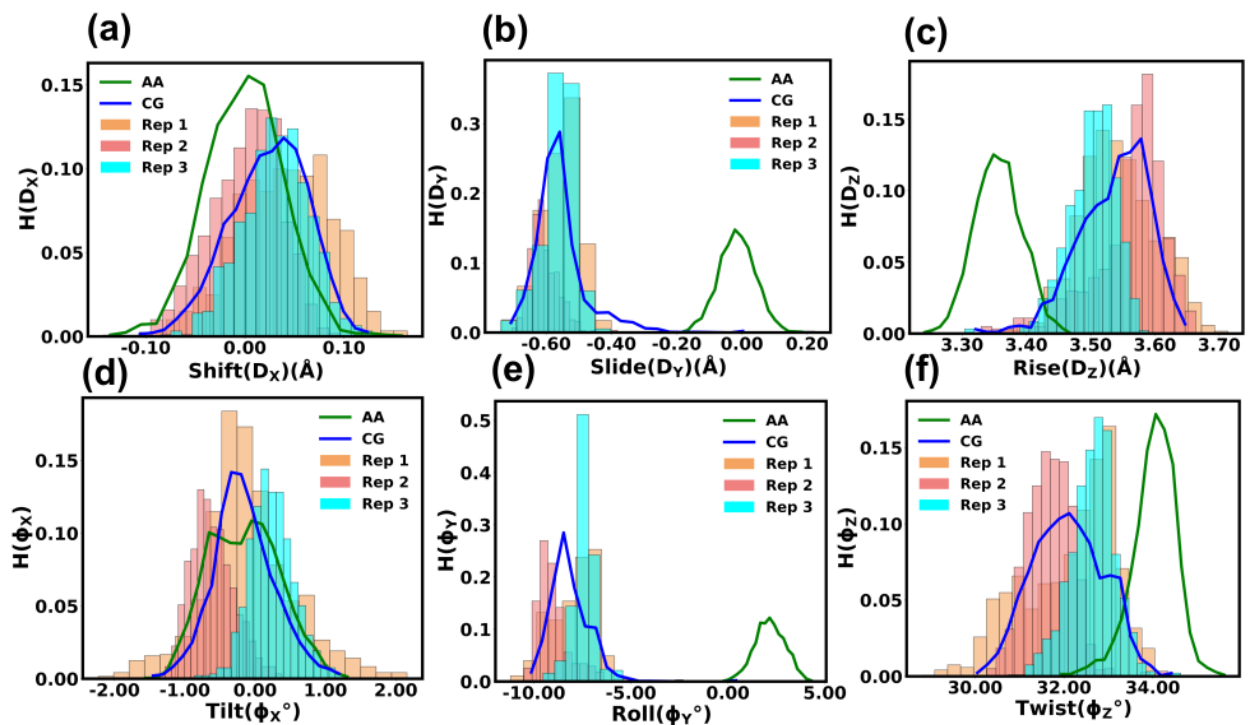 (a)
H(D_X)
0.15
0.10
0.05
0.00
AA
CG
Rep 1
Rep 2
Rep 3
-0.10 0.00 0.10
Shift(D_X)(Å)
(b)
H(D_Y)
0.3
0.2
0.1
0.0
AA
CG
Rep 1
Rep 2
Rep 3
-0.60 -0.40 -0.20 0.00 0.20
Slide(D_Y)(Å)
(c)
H(D_Z)
0.20
0.15
0.10
0.05
0.00
AA
CG
Rep 1
Rep 2
Rep 3
3.30 3.40 3.50 3.60 3.70
Rise(D_Z)(Å)
(d)
H(ϕ_X)
0.15
0.10
0.05
0.00
AA
CG
Rep 1
Rep 2
Rep 3
-2.00 -1.00 0.00 1.00 2.00
Tilt(ϕ_X°)
(e)
H(ϕ_Y)
0.5
0.4
0.3
0.2
0.1
0.0
AA
CG
Rep 1
Rep 2
Rep 3
-10.00 -5.00 0.00 5.00
Roll(ϕ_Y°)
(f)
H(ϕ_Z)
0.15
0.10
0.05
0.00
AA
CG
Rep 1
Rep 2
Rep 3
30.00 32.00 34.00
Twist(ϕ_Z°)